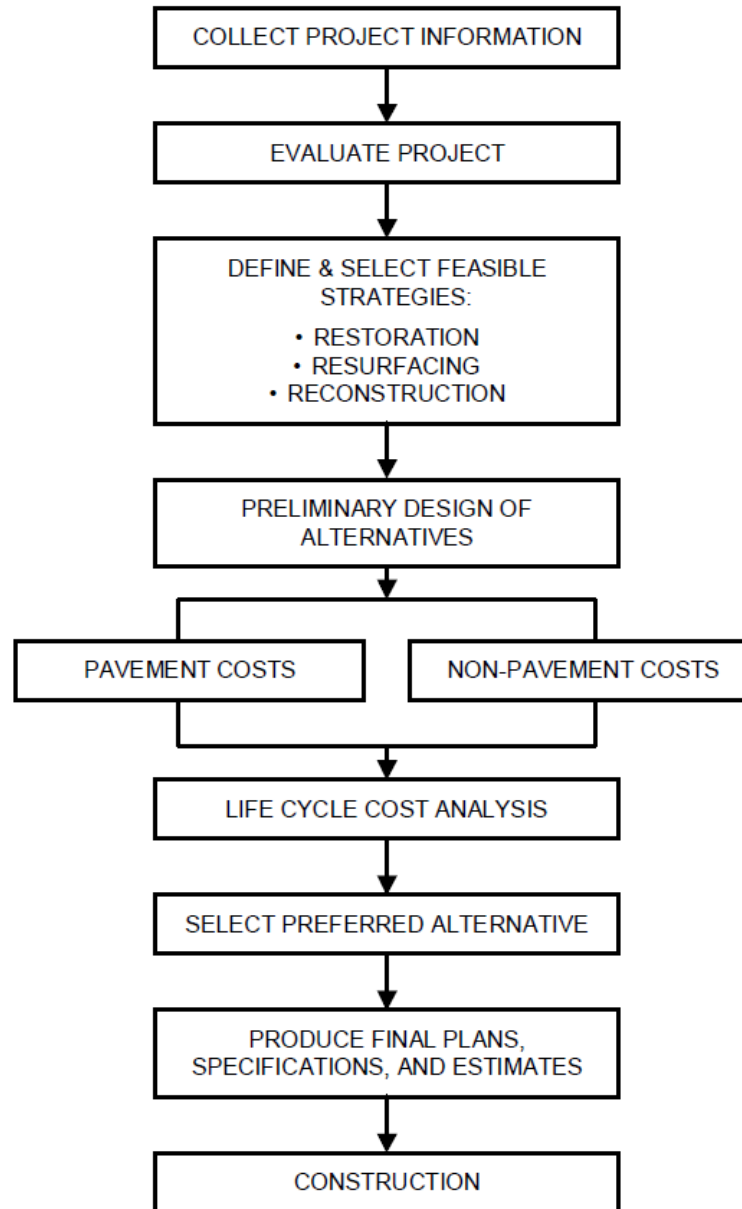 COLLECT PROJECT INFORMATION
EVALUATE PROJECT
DEFINE & SELECT FEASIBLE
STRATEGIES:
• RESTORATION
• RESURFACING
• RECONSTRUCTION
PRELIMINARY DESIGN OF
ALTERNATIVES
PAVEMENT COSTS
NON-PAVEMENT COSTS
LIFE CYCLE COST ANALYSIS
SELECT PREFERRED ALTERNATIVE
PRODUCE FINAL PLANS,
SPECIFICATIONS, AND ESTIMATES
CONSTRUCTION